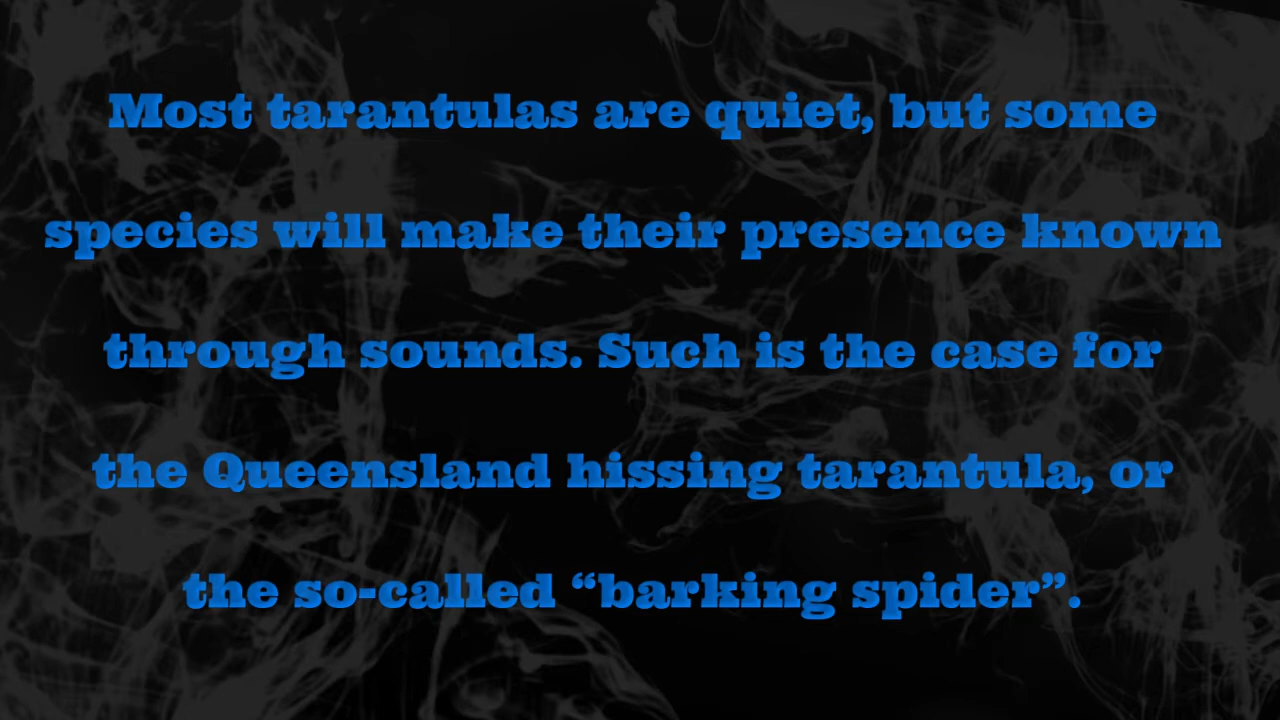 Most tarantulas are quiet, but some
species will make their presence known
through sounds. Such is the case for
the Queensland hissing tarantula, or
the so-called “barking spider”.